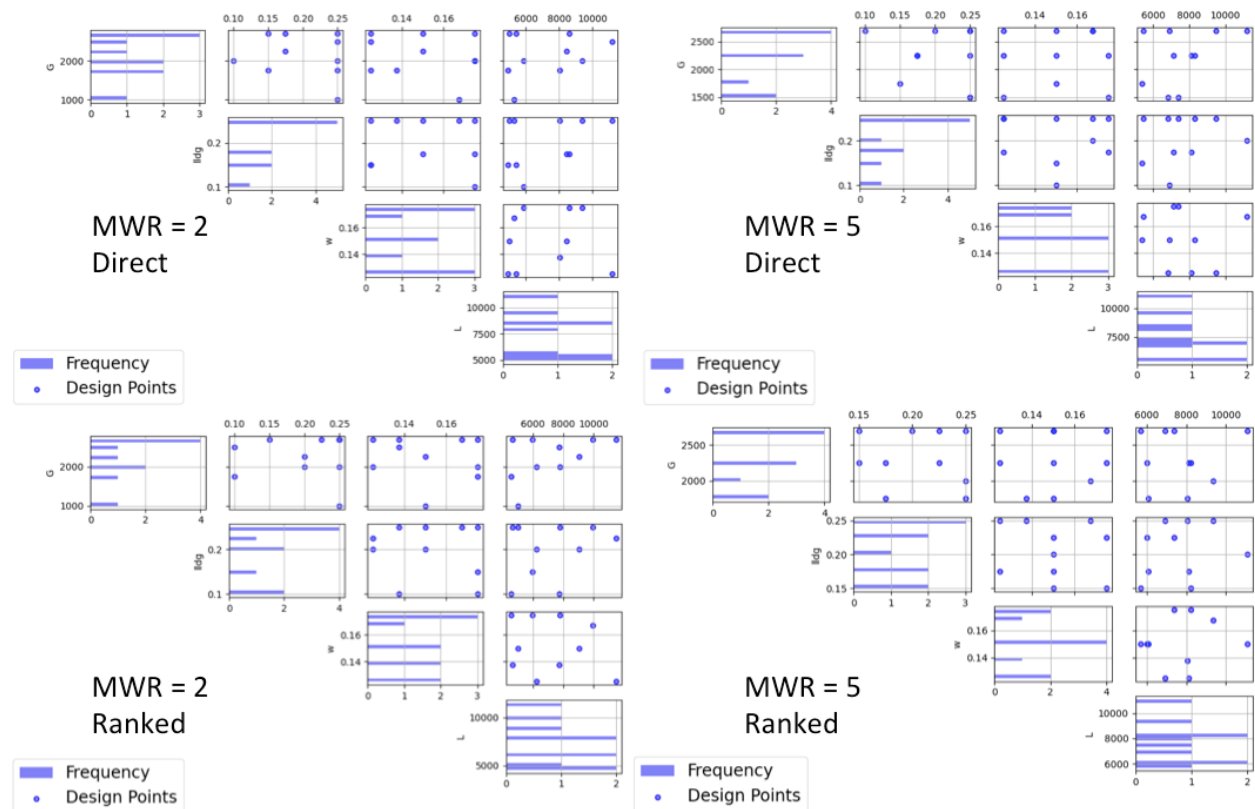 0.10 0.15 0.20 0.25 0.14 0.16 6000 8000 10000
G
2000
1000
0 1 2 3
lldg
0.2
0.1
0 2 4
MWR = 2
Direct
w
0.16
0.14
0 1 2 3
L
10000
7500
5000
0 1 2
Frequency
Design Points
0.10 0.15 0.20 0.25 0.14 0.16 6000 8000 10000
G
2500
2000
1500
0 1 2 3 4
lldg
0.2
0.1
0 2 4
MWR = 5
Direct
w
0.16
0.14
0 1 2 3
L
10000
7500
0 1 2
Frequency
Design Points
0.10 0.15 0.20 0.25 0.14 0.16 6000 8000 10000
G
2000
1000
0 1 2 3 4
lldg
0.2
0.1
0 1 2 3 4
MWR = 2
Ranked
w
0.16
0.14
0 1 2 3
L
10000
5000
0 1 2
Frequency
Design Points
0.15 0.20 0.25 0.14 0.16 6000 8000 10000
G
2500
2000
0 1 2 3 4
lldg
0.25
0.20
0.15
0 1 2 3
MWR = 5
Ranked
w
0.16
0.14
0 1 2 3 4
L
10000
8000
6000
0 1 2
Frequency
Design Points